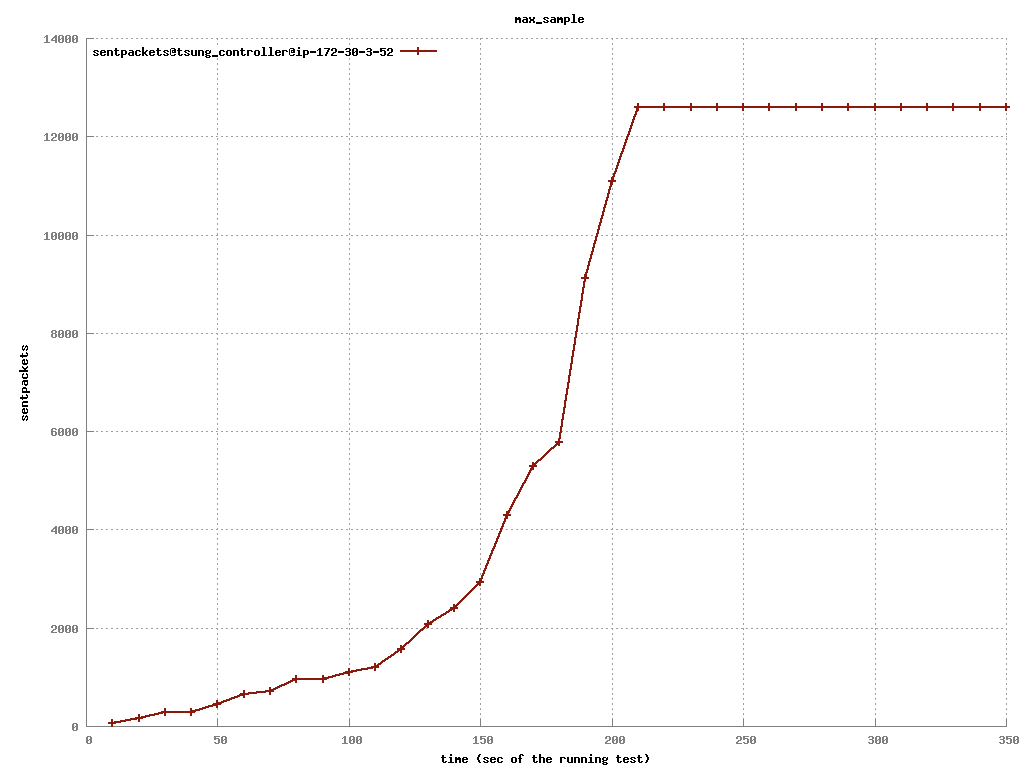 max_sample
14000
sentpackets@tsung_controller@ip-172-30-3-52
12000
10000
8000
sentpackets
6000
4000
2000
0
0 50 100 150 200 250 300 350
time (sec of the running test)